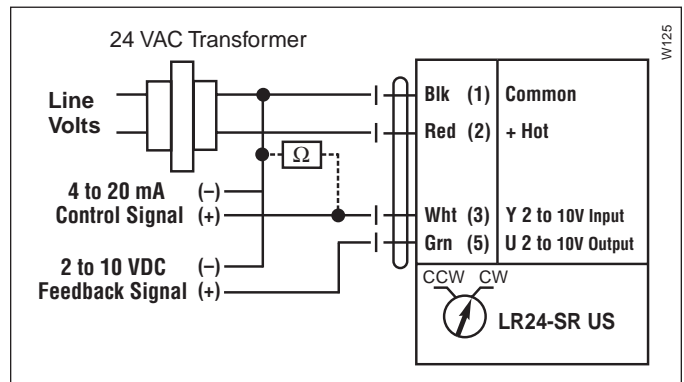 24 VAC Transformer
W125
Line
Volts
Blk (1) Common
Red (2) + Hot
Ω
4 to 20 mA (–)
Control Signal (+)
Wht (3) Y 2 to 10V Input
Grn (5) U 2 to 10V Output
2 to 10 VDC (–)
Feedback Signal (+)
CCW CW
LR24-SR US